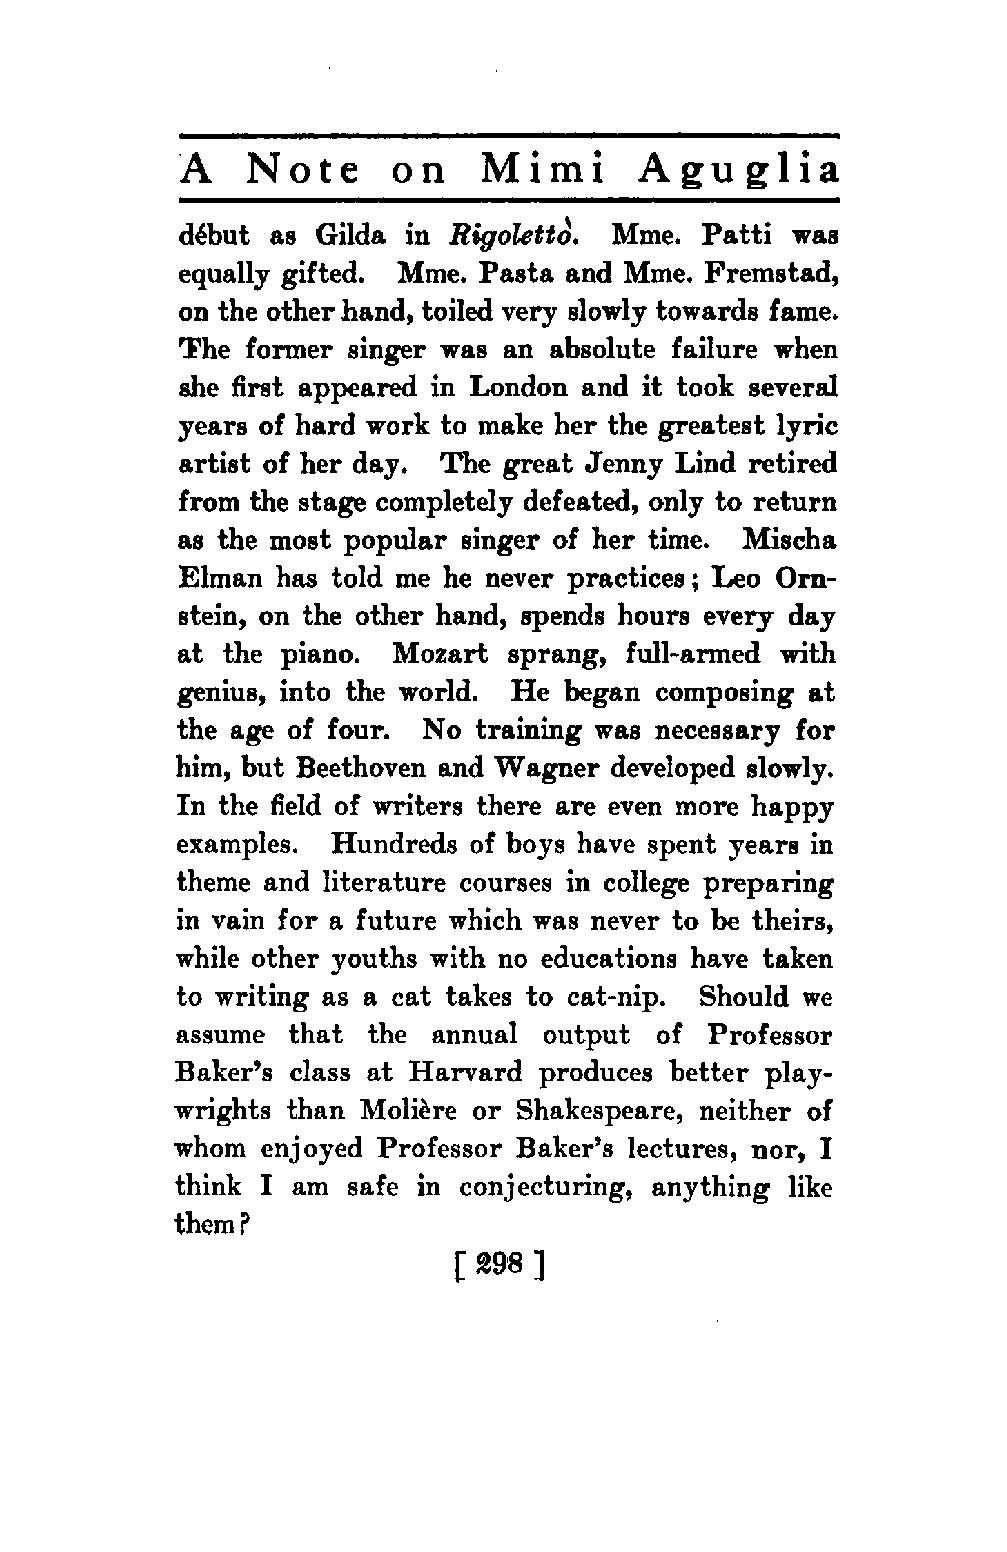 A Note on Mimi Aguglia
début as Gilda in Rigoletto. Mme. Patti was
equally gifted. Mme. Pasta and Mme. Fremstad,
on the other hand, toiled very slowly towards fame.
The former singer was an absolute failure when
she first appeared in London and it took several
years of hard work to make her the greatest lyric
artist of her day. The great Jenny Lind retired
from the stage completely defeated, only to return
as the most popular singer of her time. Mischa
Elman has told me he never practices; Leo Orn-
stein, on the other hand, spends hours every day
at the piano. Mozart sprang, full-armed with
genius, into the world. He began composing at
the age of four. No training was necessary for
him, but Beethoven and Wagner developed slowly.
In the field of writers there are even more happy
examples. Hundreds of boys have spent years in
theme and literature courses in college preparing
in vain for a future which was never to be theirs,
while other youths with no educations have taken
to writing as a cat takes to cat-nip. Should we
assume that the annual output of Professor
Baker's class at Harvard produces better play-
wrights than Molière or Shakespeare, neither of
whom enjoyed Professor Baker's lectures, nor, I
think I am safe in conjecturing, anything like
them?
[ 298 ]